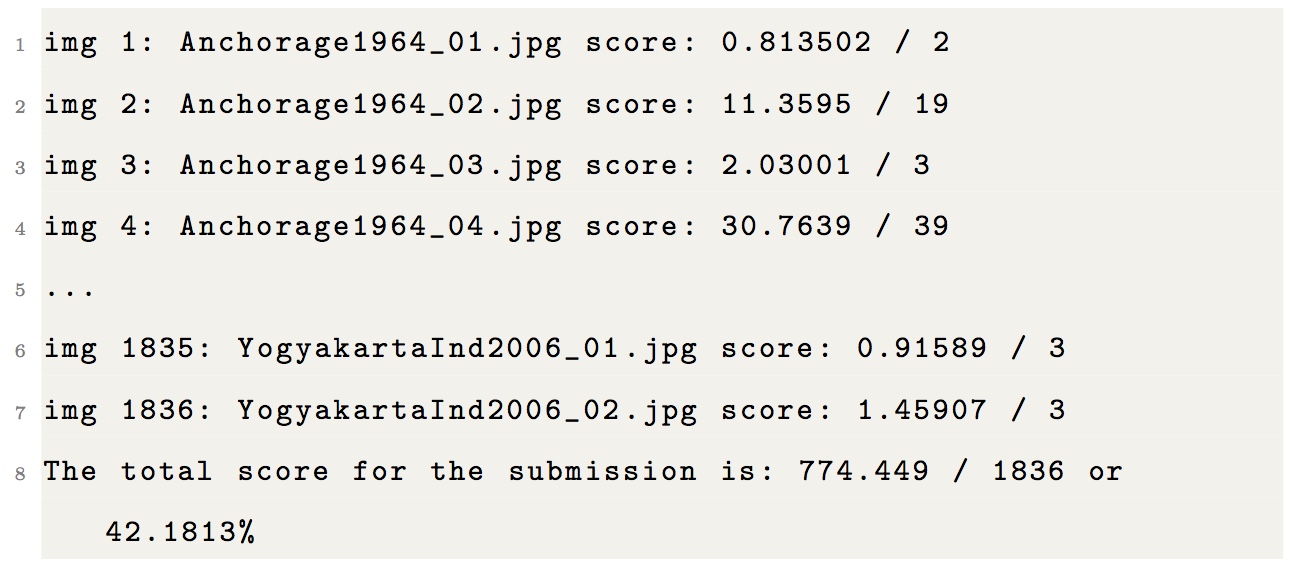 1 img 1: Anchorage1964_01.jpg score: 0.813502 / 2
2 img 2: Anchorage1964_02.jpg score: 11.3595 / 19
3 img 3: Anchorage1964_03.jpg score: 2.03001 / 3
4 img 4: Anchorage1964_04.jpg score: 30.7639 / 39
5 ...
6 img 1835: YogyakartaInd2006_01.jpg score: 0.91589 / 3
7 img 1836: YogyakartaInd2006_02.jpg score: 1.45907 / 3
8 The total score for the submission is: 774.449 / 1836 or
42.1813%